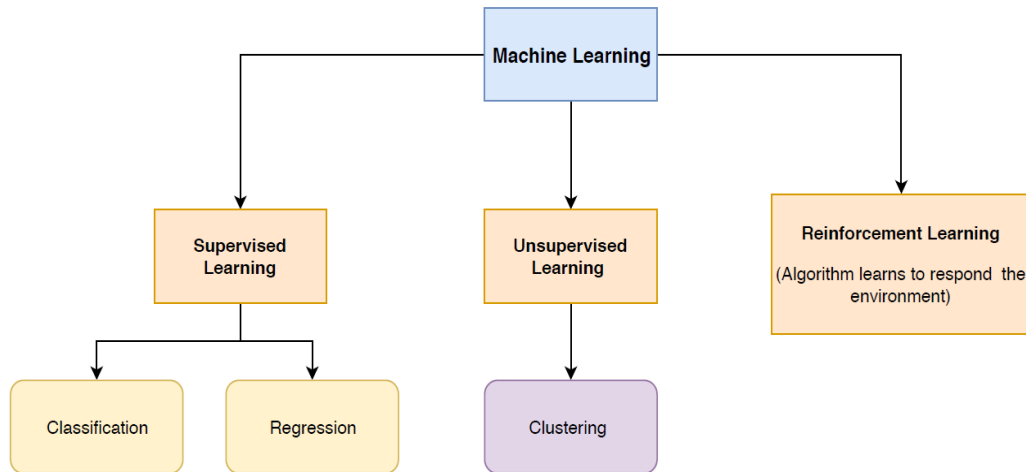 Machine Learning
Supervised
Learning
Unsupervised
Learning
Reinforcement Learning
(Algorithm learns to respond the
environment)
Classification
Regression
Clustering